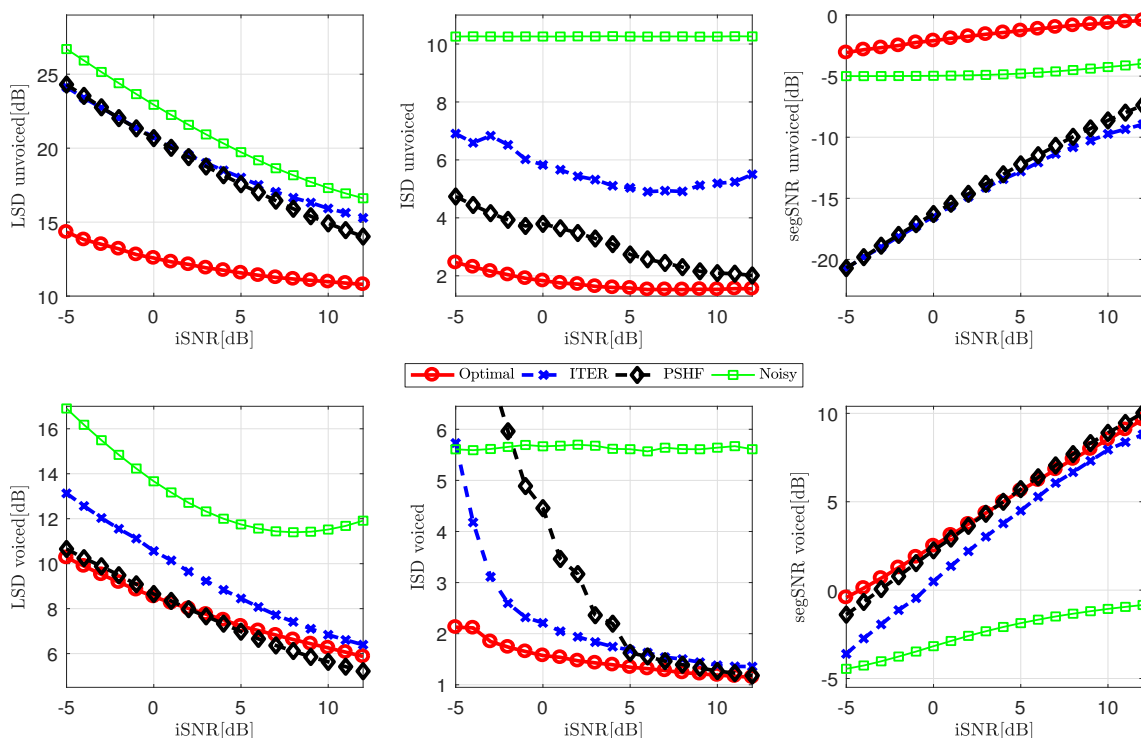 LSD unvoiced[dB]
25
20
15
10
-5 0 5 10
iSNR[dB]
ISD unvoiced
10
8
6
4
2
-5 0 5 10
iSNR[dB]
segSNR unvoiced[dB]
0
-5
-10
-15
-20
-5 0 5 10
iSNR[dB]
Optimal ITER PSHF Noisy
LSD voiced[dB]
16
14
12
10
8
6
-5 0 5 10
iSNR[dB]
ISD voiced
6
5
4
3
2
1
-5 0 5 10
iSNR[dB]
segSNR voiced[dB]
10
5
0
-5
-5 0 5 10
iSNR[dB]